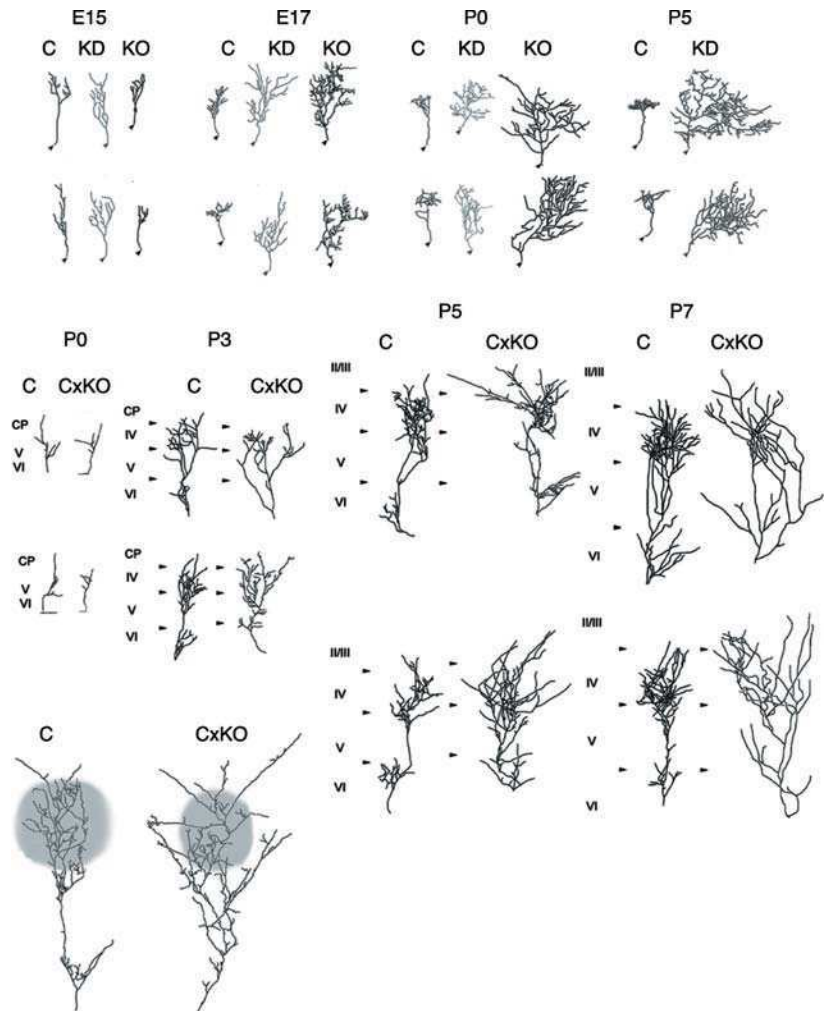 E15 E17 P0 P5
C KD KO C KD KO C KD KO C KD
P5 P7
P0 P3 C CxKO C CxKO
C CxKO C CxKO II/III II/III
CP CP IV IV
V IV V V
VI V VI VI
VI
CP CP
V IV
VI V II/III II/III
VI IV IV
C CxKO V V
VI VI